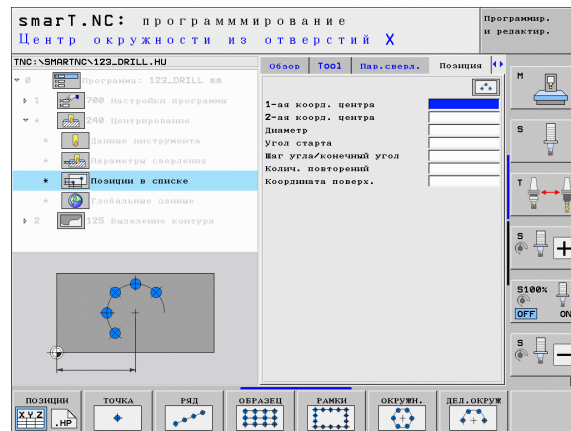 smarT.NC: программмирование
Программир.
и редактир.
Центр окружности из отверстий X
TNC:\SMARTNC\123_DRILL.HU
0 Программа: 123_DRILL mm
1 700 Настройки программы
* 240 Центрирование
* Данные инструмента
* Параметры сверления
* Позиции в списке
* Глобальные данные
2 125 Выделение контура
Обзор Tool Пар.сверл. Позиция
1-ая коорд. центра
2-ая коорд. центра
Диаметр
Угол старта
Шаг угла/конечный угол
Колич. повторений
Координата поверх.
M
S
T
S
S100%
OFF ON
S
ПОЗИЦИИ
X,Y,Z .HP
ТОЧКА
РЯД
ОБРАЗЕЦ
РАМКИ
ОКРУЖН.
ДЕЛ.ОКРУЖ